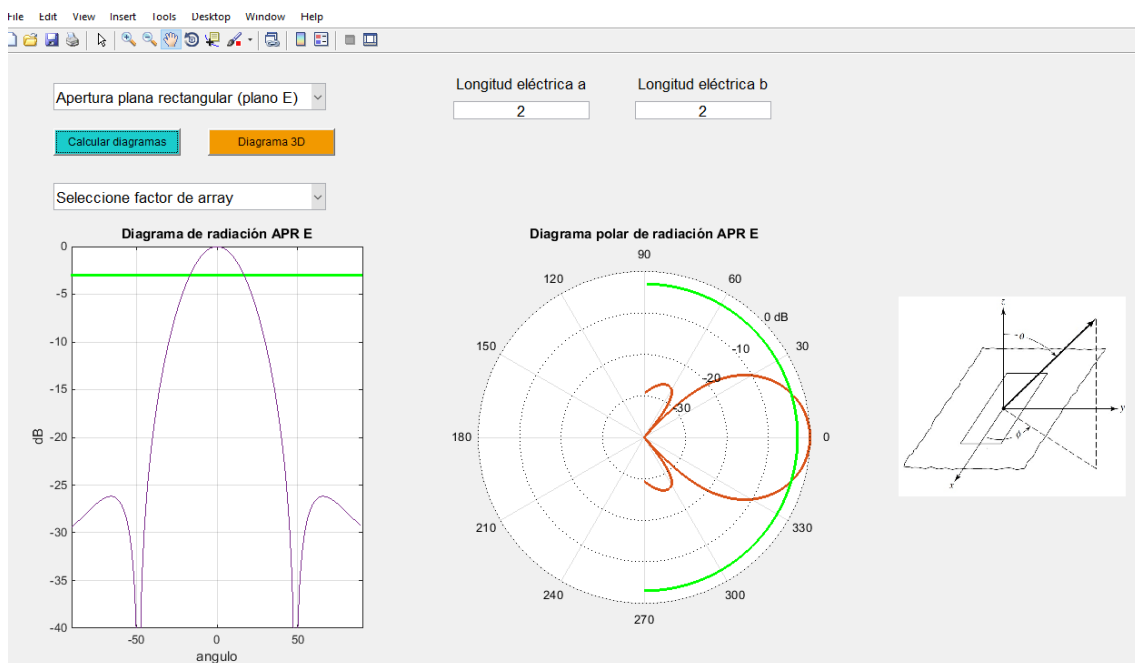 File Edit View Insert Tools Desktop Window Help
Longitud eléctrica a Longitud eléctrica b
Apertura plana rectangular (plano E)
2 2
Calcular diagramas Diagrama 3D
Seleccione factor de array
Diagrama de radiación APR E
0
-5
-10
-15
-20
-25
-30
-35
-40
dB
-50 0 50
angulo
Diagrama polar de radiación APR E
90
120 60
0 dB
150 -10 30
-20
-30
180 0
210 330
240 300
270
z
θ
y
x